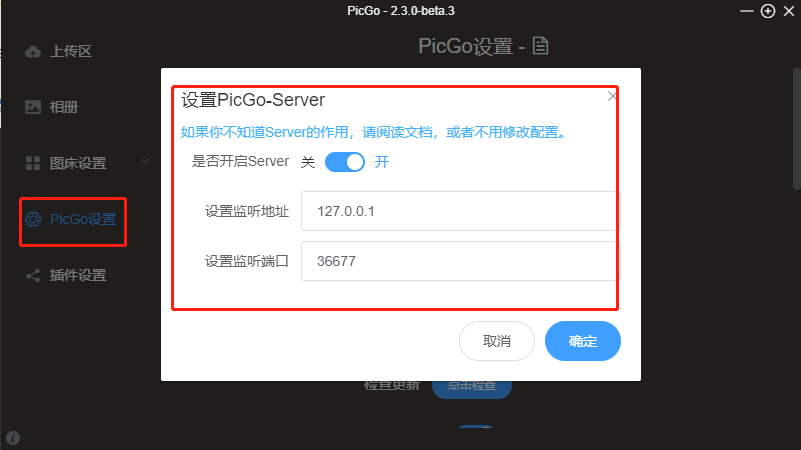 PicGo - 2.3.0-beta.3
PicGo设置 -
上传区
相册
图床设置
PicGo设置
插件设置
设置PicGo-Server
如果你不知道Server的作用，请阅读文档，或者不用修改配置。
是否开启Server 关 开
设置监听地址 127.0.0.1
设置监听端口 36677
取消 确定
检查更新 点击检查